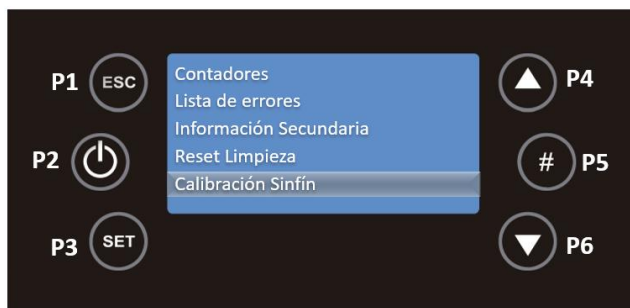 P1 ESC
P2
P3 SET
Contadores
Lista de errores
Información Secundaria
Reset Limpieza
Calibración Sinfín
P4
# P5
P6